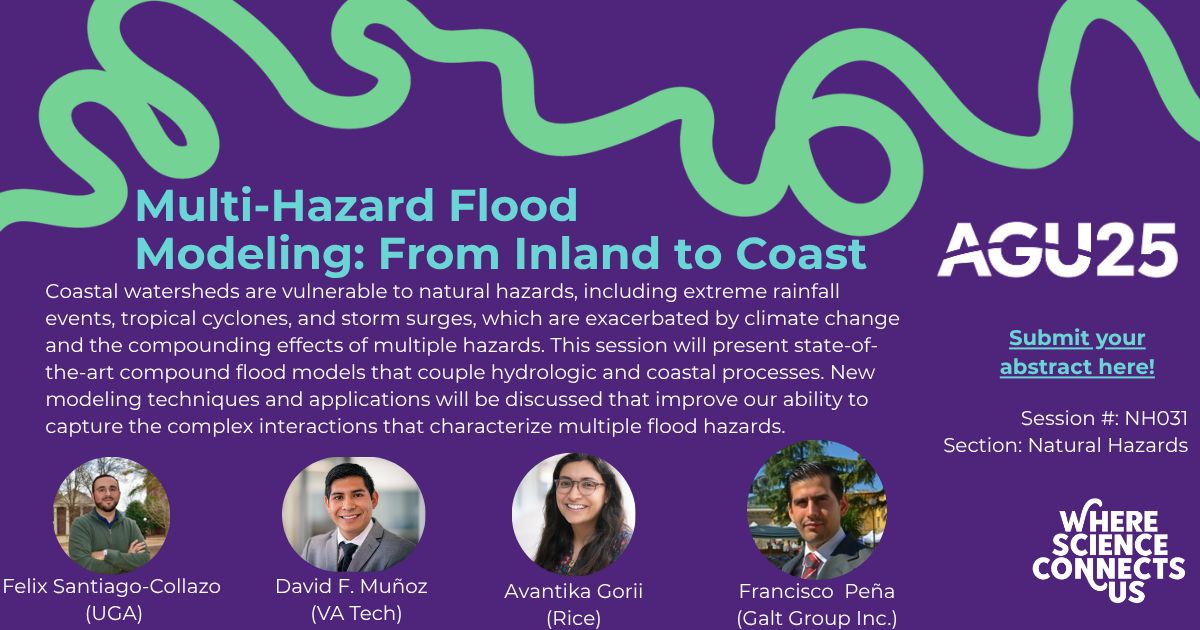 Multi-Hazard Flood
Modeling: From Inland to Coast
Coastal watersheds are vulnerable to natural hazards, including extreme rainfall
events, tropical cyclones, and storm surges, which are exacerbated by climate change
and the compounding effects of multiple hazards. This session will present state-of-
the-art compound flood models that couple hydrologic and coastal processes. New
modeling techniques and applications will be discussed that improve our ability to
capture the complex interactions that characterize multiple flood hazards.
AGU25
Submit your
abstract here!
Session #: NH031
Section: Natural Hazards
Felix Santiago-Collazo
(UGA)
David F. Muñoz
(VA Tech)
Avantika Gorii
(Rice)
Francisco Peña
(Galt Group Inc.)
WHERE
SCIENCE
CONNECTS
US